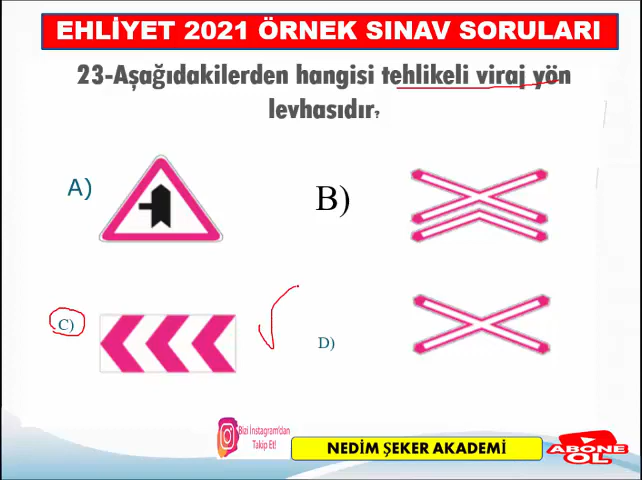 EHLİYET 2021 ÖRNEK SINAV SORULARI
23-Aşağıdakilerden hangisi tehlikeli viraj yön
levhasıdır?
A)
B)
C)
D)
Bizi Instagram'dan
Takip Et!
NEDİM ŞEKER AKADEMİ
ABONE
OL